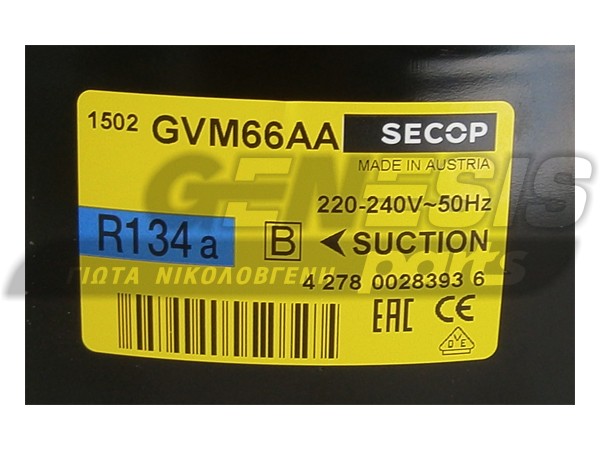 1502 GVM66AA SECOP
MADE IN AUSTRIA
220-240V~50Hz
R134a B SUCTION
4 278 0028393 6
EAC VDE
GENESIS
parts
ΓΙΩΤΑ ΝΙΚΟΛΟΒΓΕΝΗ